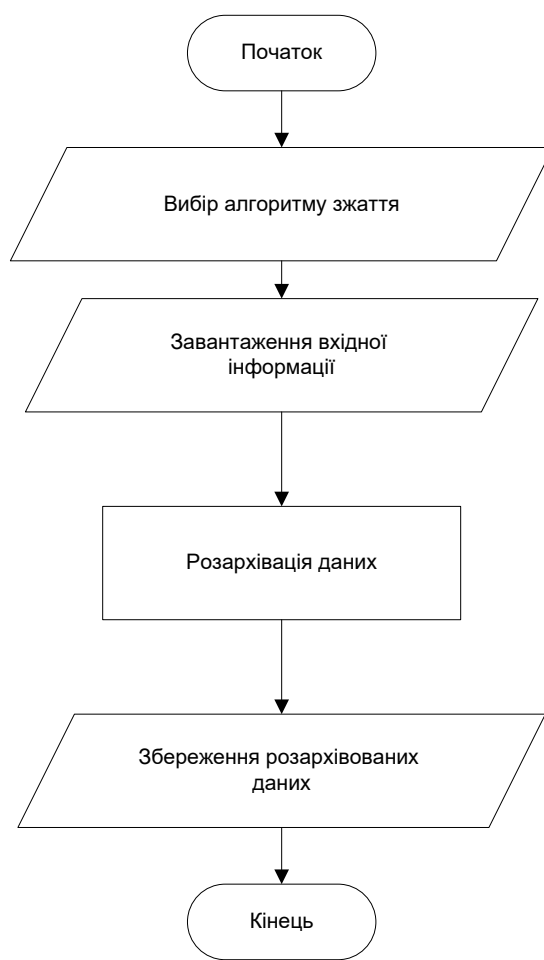 Початок
Вибір алгоритму зжаття
Завантаження вхідної
інформації
Розархівація даних
Збереження розархівованих
даних
Кінець